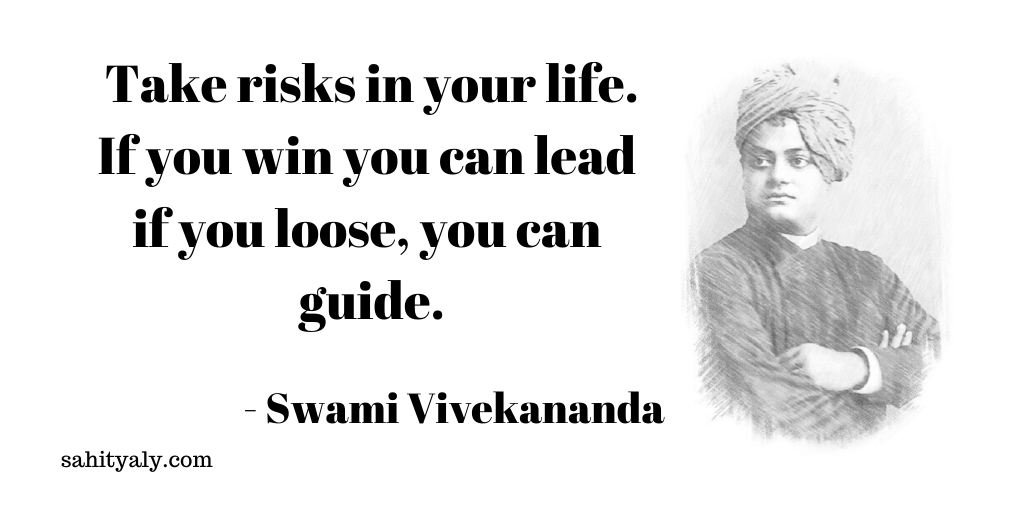 Take risks in your life.
If you win you can lead
if you loose, you can
guide.
- Swami Vivekananda
sahityaly.com